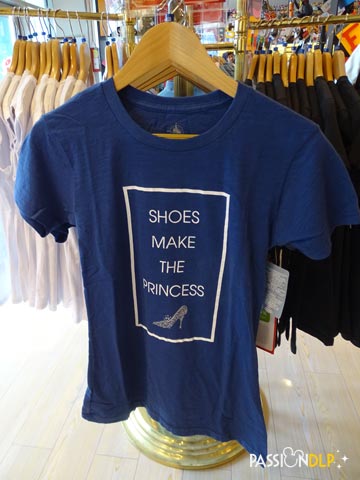 SHOES
MAKE
THE
PRINCESS
PASSIONDLP